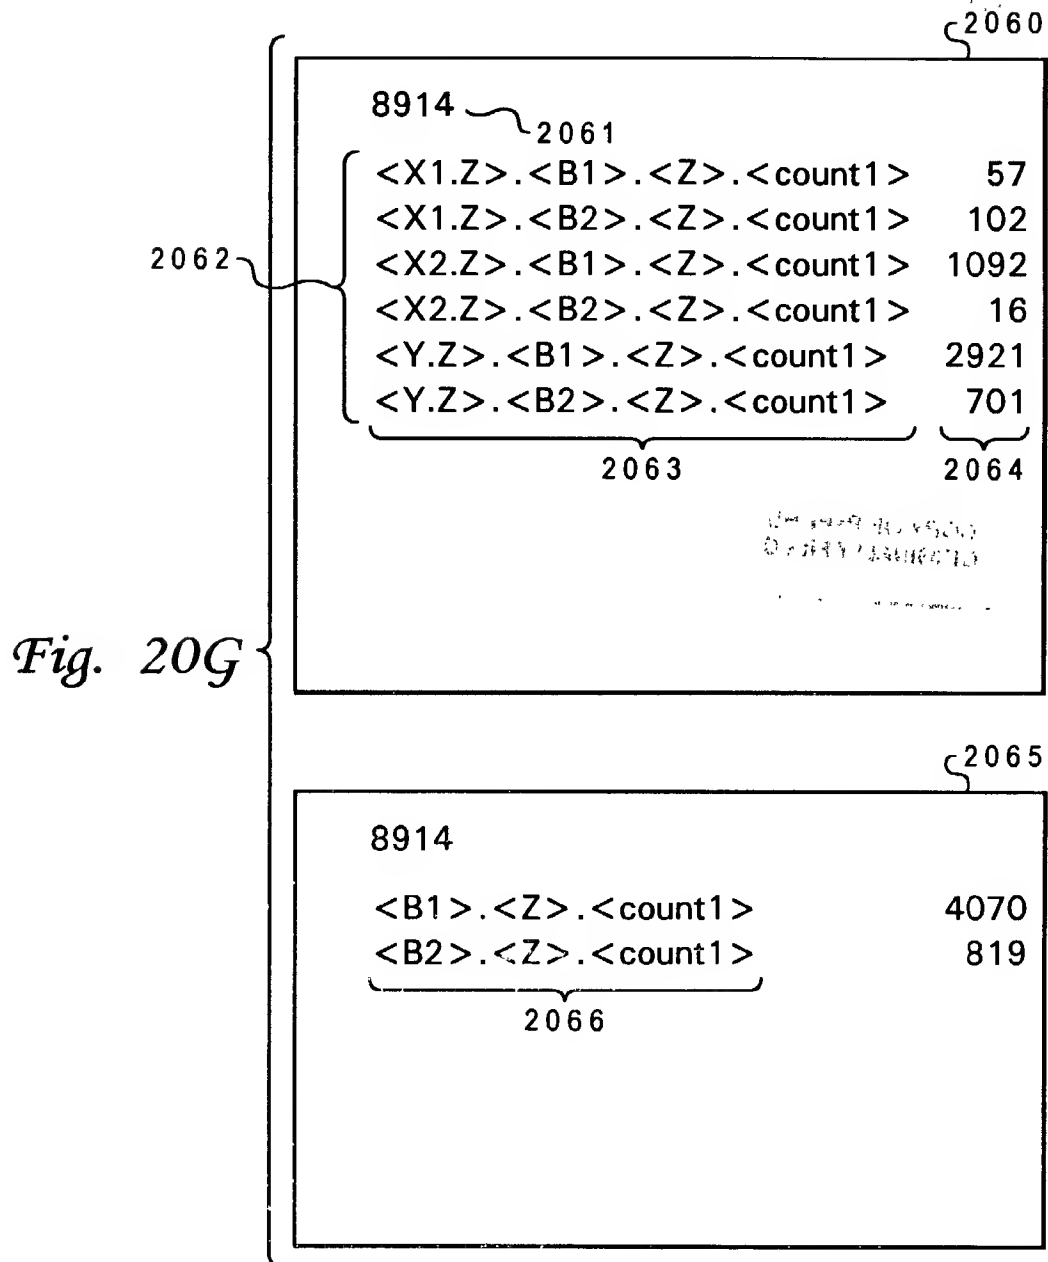 2060
8914
2061
<X1.Z>.<B1>.<Z>.<count1> 57
<X1.Z>.<B2>.<Z>.<count1> 102
2062
<X2.Z>.<B1>.<Z>.<count1> 1092
<X2.Z>.<B2>.<Z>.<count1> 16
<Y.Z>.<B1>.<Z>.<count1> 2921
<Y.Z>.<B2>.<Z>.<count1> 701
2063 2064
Fig. 20G
2065
8914
<B1>.<Z>.<count1> 4070
<B2>.<Z>.<count1> 819
2066